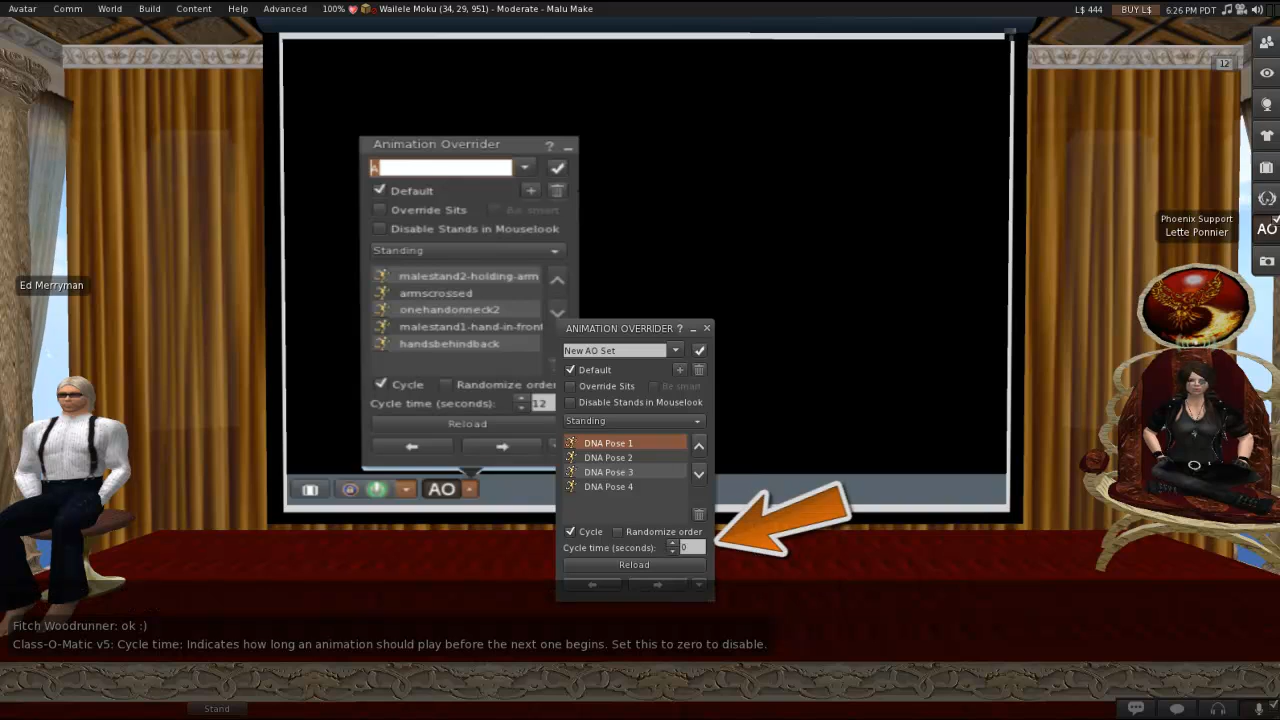 Avatar Comm World Build Content Help Advanced 100% Wailele Moku (34, 29, 951) - Moderate - Malu Make L$ 444 BUY L$ 6:26 PM PDT
12
Animation Overrider ?
Default
Override Sits Be smart
Disable Stands in Mouselook
Standing
malestand2-holding-arm
armscrossed
onehandonneck2
malestand1-hand-in-front
handsbehindback
Cycle Randomize order
Cycle time (seconds): 12
Reload
AO
ANIMATION OVERRIDER ?
New AO Set
Default
Override Sits Be smart
Disable Stands in Mouselook
Standing
DNA Pose 1
DNA Pose 2
DNA Pose 3
DNA Pose 4
Cycle Randomize order
Cycle time (seconds): 0
Reload
Ed Merryman
Phoenix Support
Lette Ponnier
AO
Fitch Woodrunner: ok :)
Class-O-Matic v5: Cycle time: Indicates how long an animation should play before the next one begins. Set this to zero to disable.
Stand